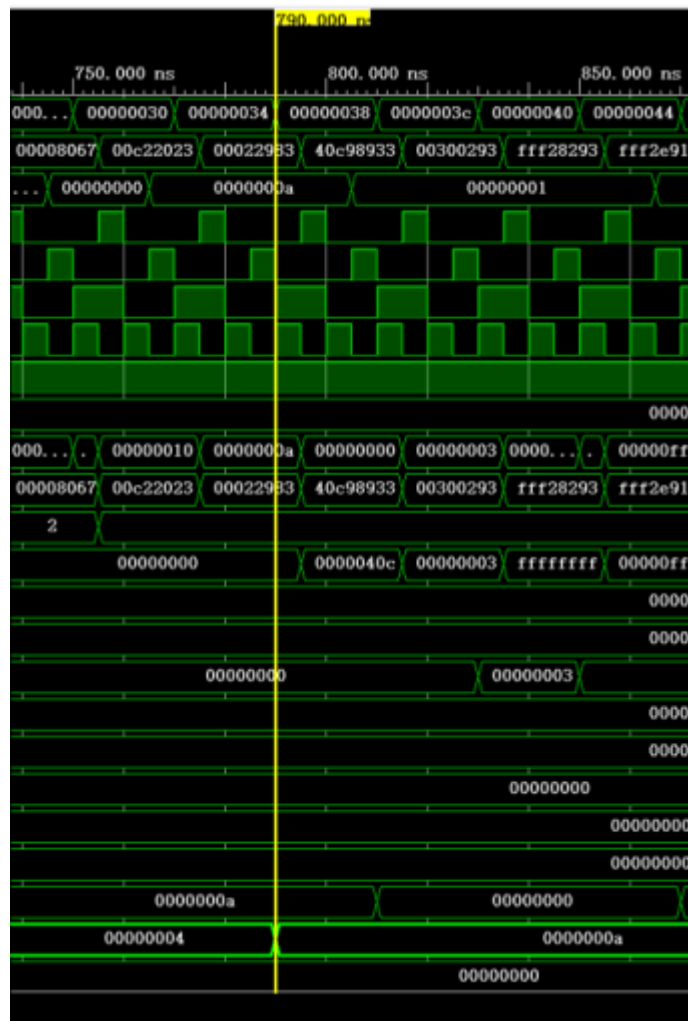 790.000 ns
750.000 ns 800.000 ns 850.000 ns
000... 00000030 00000034 00000038 0000003c 00000040 00000044
00008067 00c22023 00022983 40c98933 00300293 fff28293 fff2e91
... 00000000 0000000a 00000001
0000
000... . 00000010 0000000a 00000000 00000003 0000... . 00000ff
00008067 00c22023 00022983 40c98933 00300293 fff28293 fff2e91
2
00000000 0000040c 00000003 ffffffff 00000ff
0000
0000
00000000 00000003
0000
0000
00000000
00000000
00000000
0000000a 00000000
00000004 0000000a
00000000